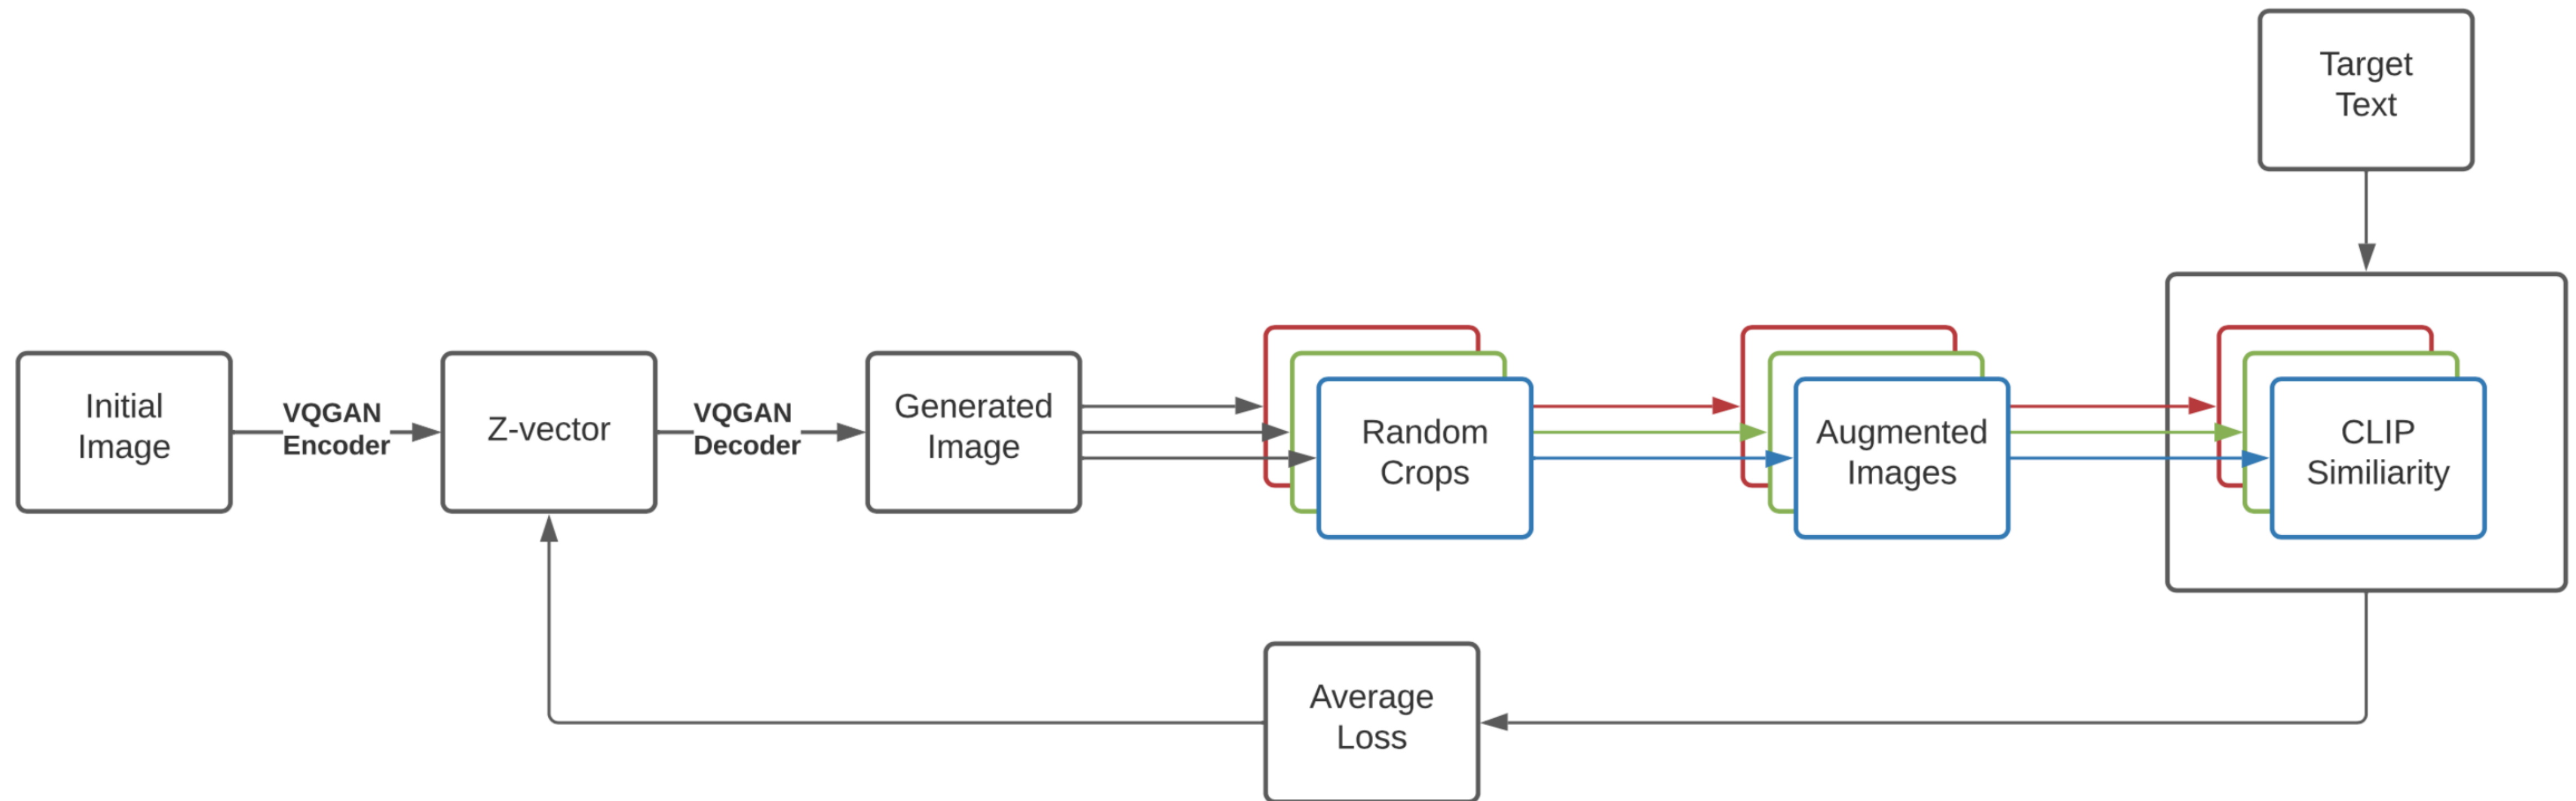 Target
Text
Initial
Image
VQGAN
Encoder
Z-vector
VQGAN
Decoder
Generated
Image
Random
Crops
Augmented
Images
CLIP
Similiarity
Average
Loss